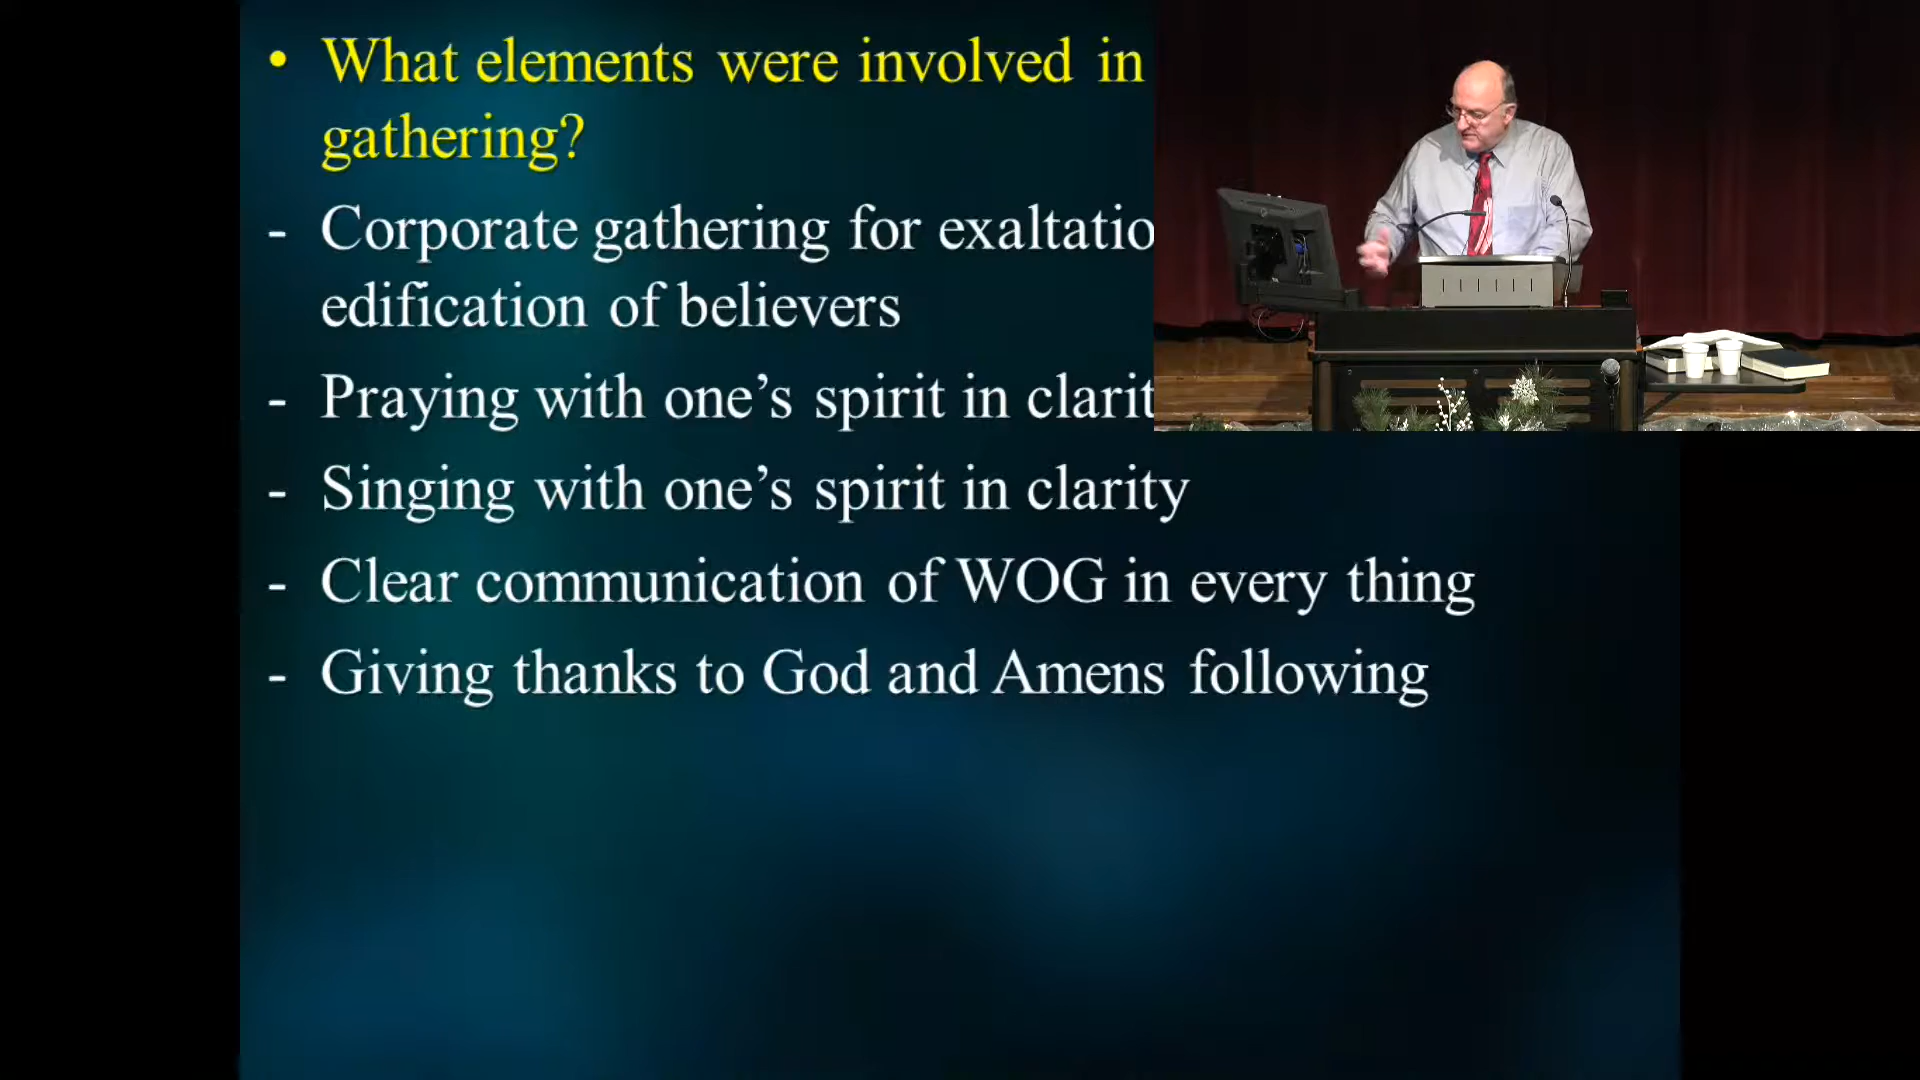 • What elements were involved in
gathering?
- Corporate gathering for exaltatio
edification of believers
- Praying with one’s spirit in clarit
- Singing with one’s spirit in clarity
- Clear communication of WOG in every thing
- Giving thanks to God and Amens following